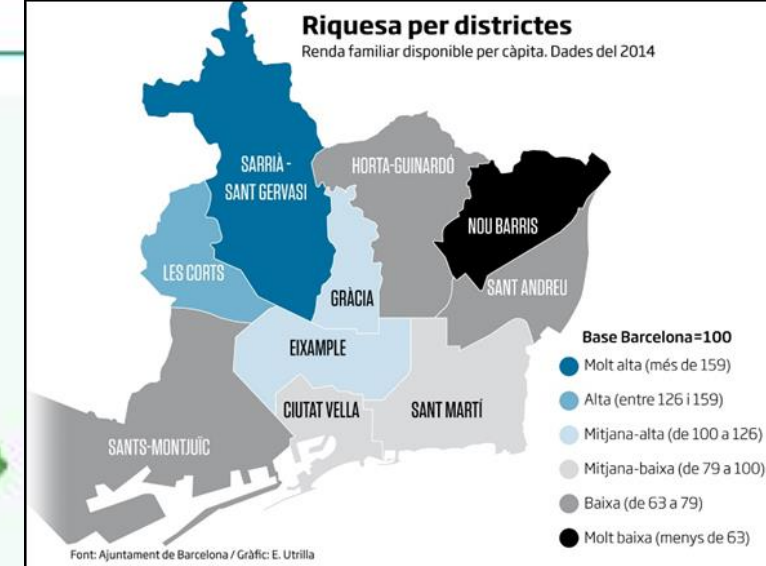 Riquesa per districtes
Renda familiar disponible per càpita. Dades del 2014
SARRIÀ -
SANT GERVASI
HORTA-GUINARDÓ
NOU BARRIS
LES CORTS
GRÀCIA
SANT ANDREU
EIXAMPLE
CIUTAT VELLA
SANT MARTÍ
SANTS-MONTJUÏC
Base Barcelona=100
Molt alta (més de 159)
Alta (entre 126 i 159)
Mitjana-alta (de 100 a 126)
Mitjana-baixa (de 79 a 100)
Baixa (de 63 a 79)
Molt baixa (menys de 63)
Font: Ajuntament de Barcelona / Gràfic: E. Utrilla